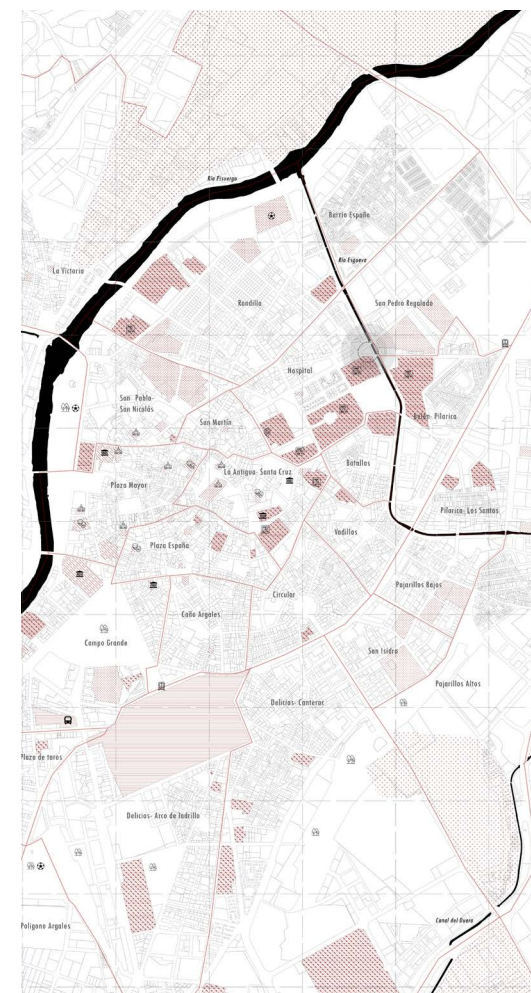 Río Pisuerga
Barrio España
Río Esgueva
La Victoria
Rondilla
San Pedro Regalado
Hospital
San Pablo-
San Nicolás
San Martín
Belén- Pilarica
La Antigua- Santa Cruz
Batallas
Plaza Mayor
Pilarica- Los Santos
Plaza España
Vadillos
Pajarillos Bajos
Circular
Caño Argales
Campo Grande
San Isidro
Pajarillos Altos
Delicias- Canterac
Plaza de toros
Delicias- Arco de ladrillo
Canal del Duero
Polígono Argales